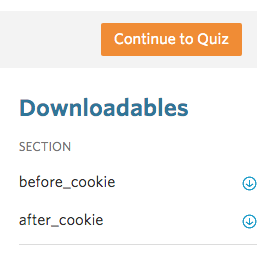 Continue to Quiz
Downloadables
SECTION
before_cookie
after_cookie